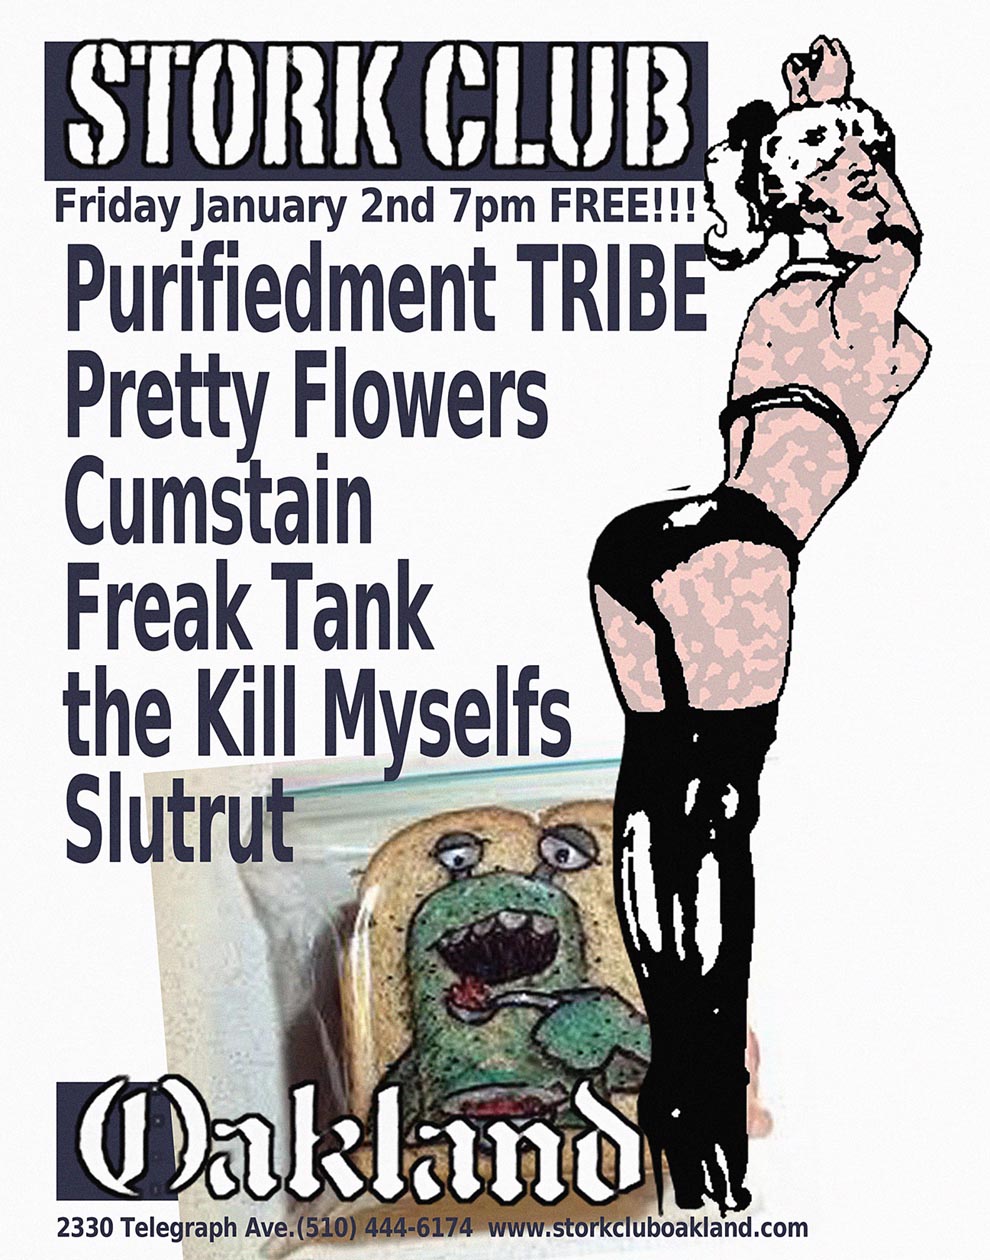 STORK CLUB
Friday January 2nd 7pm FREE!!!
Purifiedment TRIBE
Pretty Flowers
Cumstain
Freak Tank
the Kill Myselfs
Slutrut
Oakland
2330 Telegraph Ave.(510) 444-6174 www.storkcluboakland.com